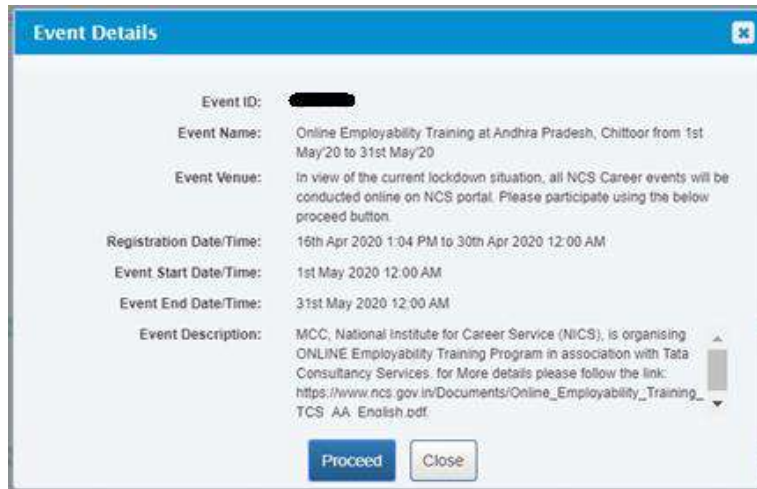 Event Details
Event ID:
Event Name: Online Employability Training at Andhra Pradesh, Chittoor from 1st
May'20 to 31st May'20
Event Venue: In view of the current lockdown situation, all NCS Career events will be
conducted online on NCS portal. Please participate using the below
proceed button.
Registration Date/Time: 16th Apr 2020 1:04 PM to 30th Apr 2020 12:00 AM
Event Start Date/Time: 1st May 2020 12:00 AM
Event End Date/Time: 31st May 2020 12:00 AM
Event Description: MCC, National Institute for Career Service (NICS), is organising
ONLINE Employability Training Program in association with Tata
Consultancy Services. for More details please follow the link:
https://www.ncs.gov.in/Documents/Online_Employability_Training_
TCS_AA_English.pdf.
Proceed Close